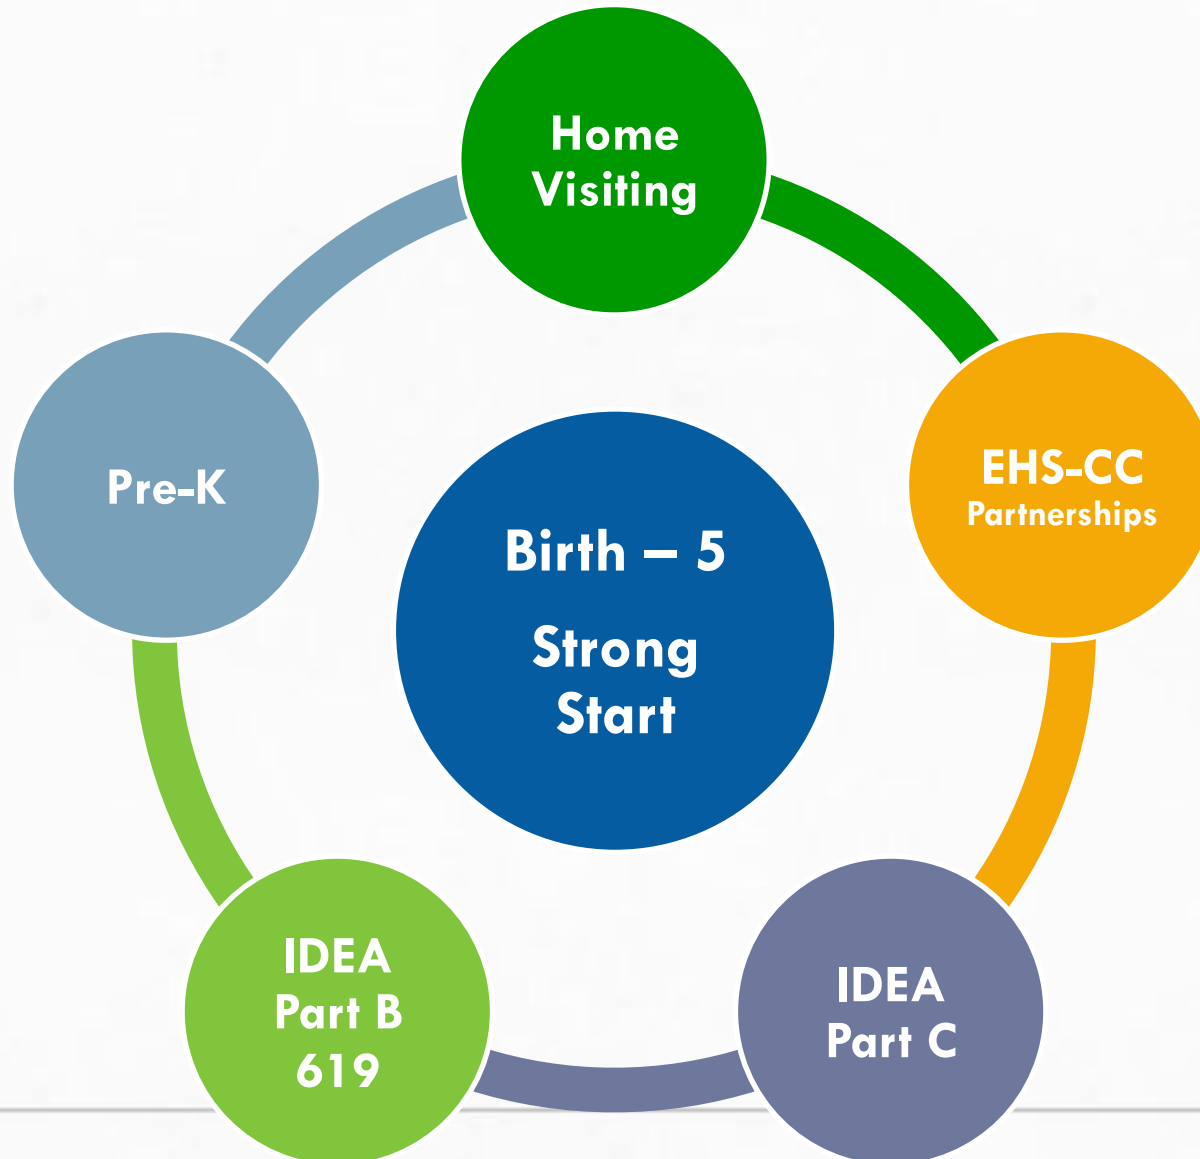 Home
Visiting
EHS-CC
Partnerships
IDEA
Part C
IDEA
Part B
619
Pre-K
Birth – 5
Strong
Start